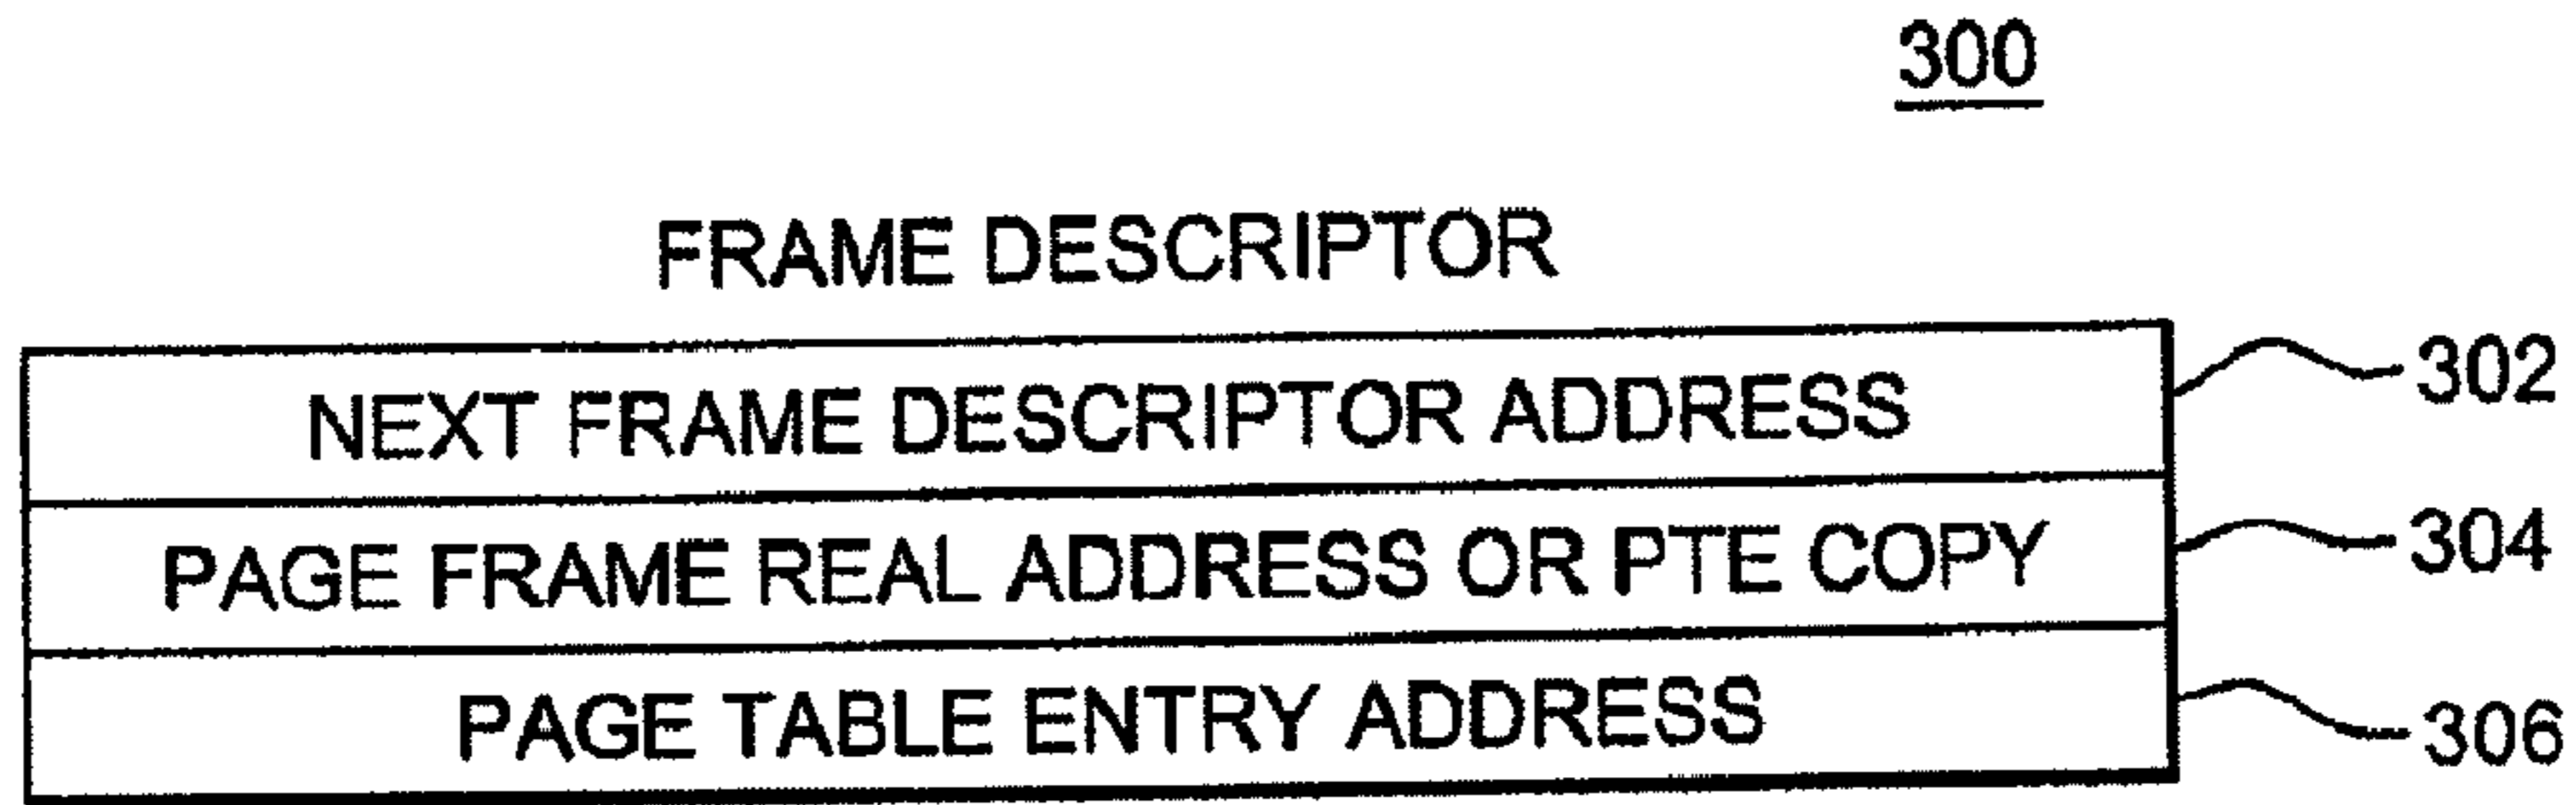 300
FRAME DESCRIPTOR
NEXT FRAME DESCRIPTOR ADDRESS
302
PAGE FRAME REAL ADDRESS OR PTE COPY
304
PAGE TABLE ENTRY ADDRESS
306